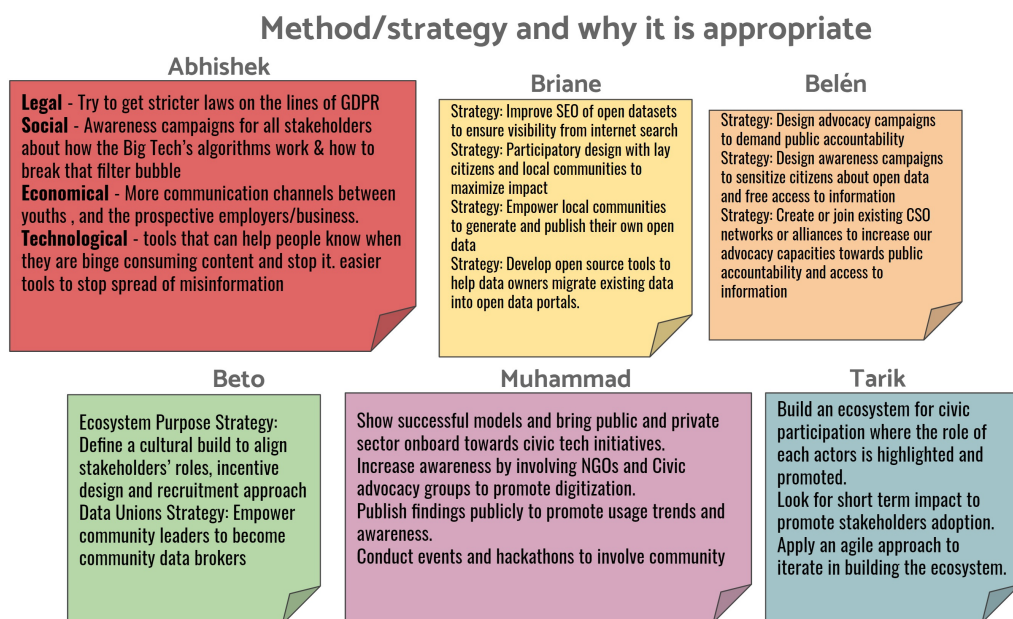 Method/strategy and why it is appropriate
Abhishek
Legal - Try to get stricter laws on the lines of GDPR
Social - Awareness campaigns for all stakeholders
about how the Big Tech's algorithms work & how to
break that filter bubble
Economical - More communication channels between
youths , and the prospective employers/business.
Technological - tools that can help people know when
they are binge consuming content and stop it. easier
tools to stop spread of misinformation
Briane
Strategy: Improve SEO of open datasets
to ensure visibility from internet search
Strategy: Participatory design with lay
citizens and local communities to
maximize impact
Strategy: Empower local communities
to generate and publish their own open
data
Strategy: Develop open source tools to
help data owners migrate existing data
into open data portals.
Belén
Strategy: Design advocacy campaigns
to demand public accountability
Strategy: Design awareness campaigns
to sensitize citizens about open data
and free access to information
Strategy: Create or join existing CSO
networks or alliances to increase our
advocacy capacities towards public
accountability and access to
information
Beto
Ecosystem Purpose Strategy:
Define a cultural build to align
stakeholders' roles, incentive
design and recruitment approach
Data Unions Strategy: Empower
community leaders to become
community data brokers
Muhammad
Show successful models and bring public and private
sector onboard towards civic tech initiatives.
Increase awareness by involving NGOs and Civic
advocacy groups to promote digitization.
Publish findings publicly to promote usage trends and
awareness.
Conduct events and hackathons to involve community
Tarik
Build an ecosystem for civic
participation where the role of
each actors is highlighted and
promoted.
Look for short term impact to
promote stakeholders adoption.
Apply an agile approach to
iterate in building the ecosystem.